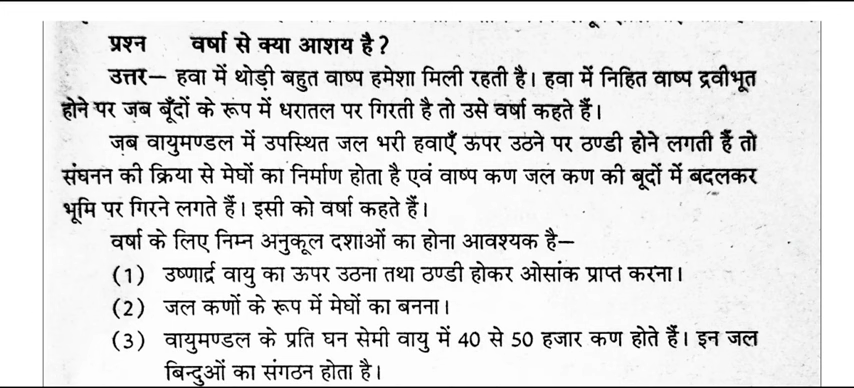 प्रश्न वर्षा से क्या आशय है ?
उत्तर— हवा में थोड़ी बहुत वाष्प हमेशा मिली रहती है। हवा में निहित वाष्प द्रवीभूत
होने पर जब बूँदों के रूप में धरातल पर गिरती है तो उसे वर्षा कहते हैं।
जब वायुमण्डल में उपस्थित जल भरी हवाएँ ऊपर उठने पर ठण्डी होने लगती हैं तो
संघनन की क्रिया से मेघों का निर्माण होता है एवं वाष्प कण जल कण की बूदों में बदलकर
भूमि पर गिरने लगते हैं। इसी को वर्षा कहते हैं।
वर्षा के लिए निम्न अनुकूल दशाओं का होना आवश्यक है—
(1) उष्णार्द्र वायु का ऊपर उठना तथा ठण्डी होकर ओसांक प्राप्त करना।
(2) जल कणों के रूप में मेघों का बनना।
(3) वायुमण्डल के प्रति घन सेमी वायु में 40 से 50 हजार कण होते हैं। इन जल
बिन्दुओं का संगठन होता है।